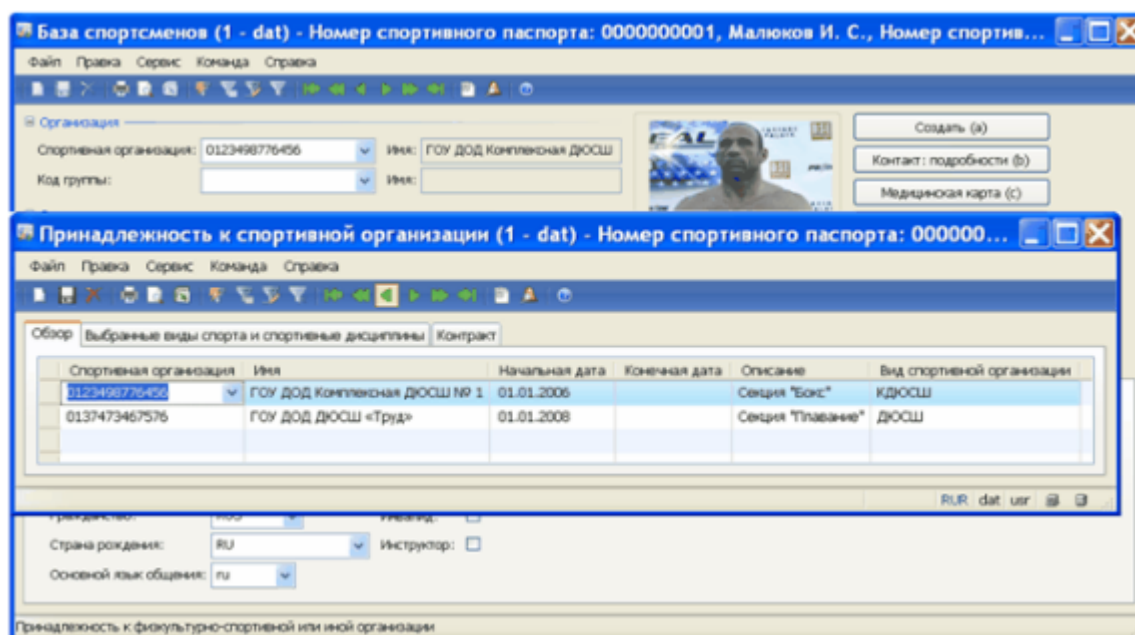 База спортсменов (1 - dat) - Номер спортивного паспорта: 0000000001, Малюков И. С., Номер спортив...
Файл Правка Сервис Команда Справка
Организация
Спортивная организация: 0123498776456 Имя: ГОУ ДОД Комплексная ДЮСШ
Код группы: Имя:
Создать (a)
Контакт: подробности (b)
Медицинская карта (c)
Принадлежность к спортивной организации (1 - dat) - Номер спортивного паспорта: 000000...
Файл Правка Сервис Команда Справка
Обзор Выбранные виды спорта и спортивные дисциплины Контракт
Спортивная организация Имя Начальная дата Конечная дата Описание Вид спортивной организации
0123498776456 ГОУ ДОД Комплексная ДЮСШ № 1 01.01.2006 Секция "Бокс" КДЮСШ
0137473467576 ГОУ ДОД ДЮСШ «Труд» 01.01.2008 Секция "Плавание" ДЮСШ
RUR dat usr
Гражданство: RUS Инвалид:
Страна рождения: RU Инструктор:
Основной язык общения: ru
Принадлежность к физкультурно-спортивной или иной организации